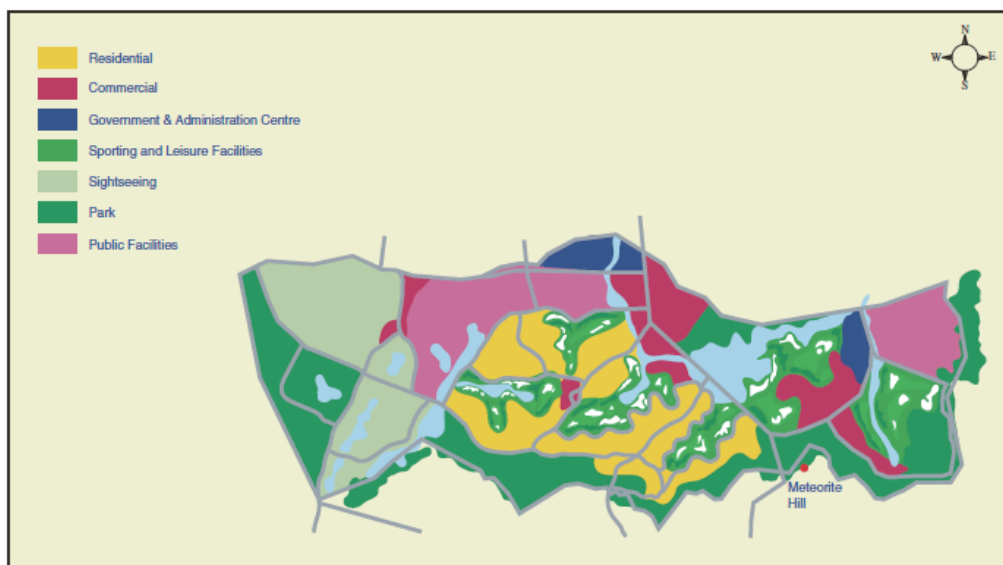 N
W E
S
Residential
Commercial
Government & Administration Centre
Sporting and Leisure Facilities
Sightseeing
Park
Public Facilities
Meteorite
Hill